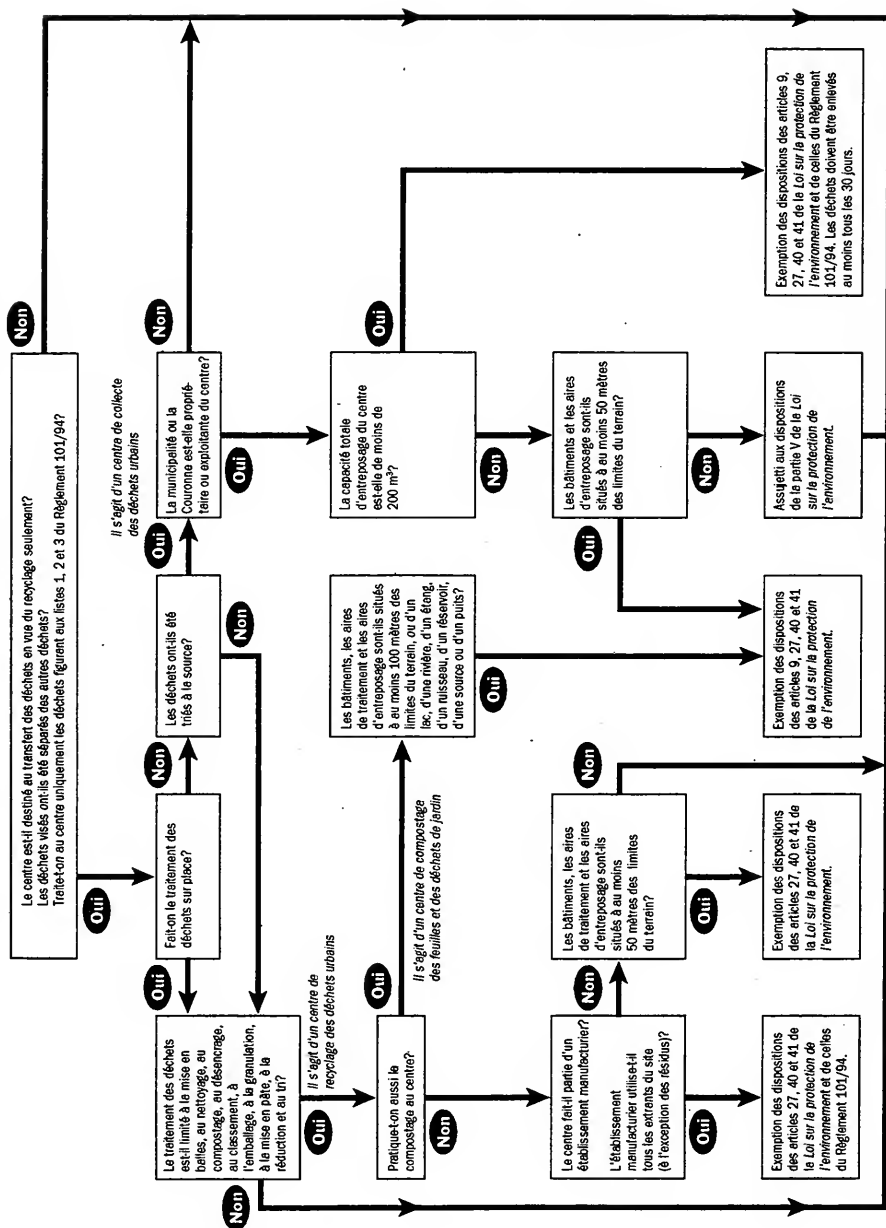 Le centre est-il destiné au transfert des déchets en vue du recyclage seulement?
Les déchets visés ont-ils été séparés des autres déchets?
Traite-t-on au centre uniquement les déchets figurant aux listes 1, 2 et 3 du Règlement 101/94?
Non
Oui
Fait-on le traitement des
déchets sur place?
Oui
Non
Les déchets ont-ils été
triés à la source?
Oui
Non
Il s'agit d'un centre de collecte
des déchets urbains
La municipalité ou la
Couronne est-elle proprié-
taire ou exploitante du centre?
Non
Oui
Le traitement des déchets
est-il limité à la mise en
balles, au nettoyage, au
compostage, au désencrage,
au classement, à
l'emballage, à la granulation,
à la mise en pâte, à la
réduction et au tri?
Non
Oui
Il s'agit d'un centre de
recyclage des déchets urbains
Pratique-t-on aussi le
compostage au centre?
Oui
Non
Il s'agit d'un centre de compostage
des feuilles et des déchets de jardin
Les bâtiments, les aires
de traitement et les aires
d'entreposage sont-ils situés
à au moins 100 mètres des
limites du terrain, ou d'un
lac, d'une rivière, d'un étang,
d'un ruisseau, d'un réservoir,
d'une source ou d'un puits?
Oui
La capacité totele
d'entreposage du centre
est-elle de moins de
200 m³?
Oui
Non
Le centre fait-il partie d'un
établissement manufacturier?
L'établissement
manufacturier utilise-t-il
tous les extrants du site
(è l'exception des résidus)?
Non
Oui
Les bâtiments, les aires
de traitement et les aires
d'entreposage sont-ils
situés à au moins
50 mètres des limites
du terrain?
Non
Oui
Les bâtiments et les aires
d'entreposage sont-ils
situés à au moins 50 mètres
des limites du terrain?
Oui
Non
Exemption des dispositions
des articles 27, 40 et 41 de
la Loi sur la protection de
l'environnement et de celles
du Règlement 101/94.
Exemption des dispositions
des articles 27, 40 et 41 de
la Loi sur la protection de
l'environnement.
Exemption des dispositions
des articles 9, 27, 40 et 41
de la Loi sur la protection
de l'environnement.
Assujetti aux dispositions
de la partie V de la Loi
sur la protection de
l'environnement.
Exemption des dispositions des articles 9,
27, 40 et 41 de la Loi sur la protection de
l'environnement et de celles du Règlement
101/94. Les déchets doivent être enlevés
au moins tous les 30 jours.